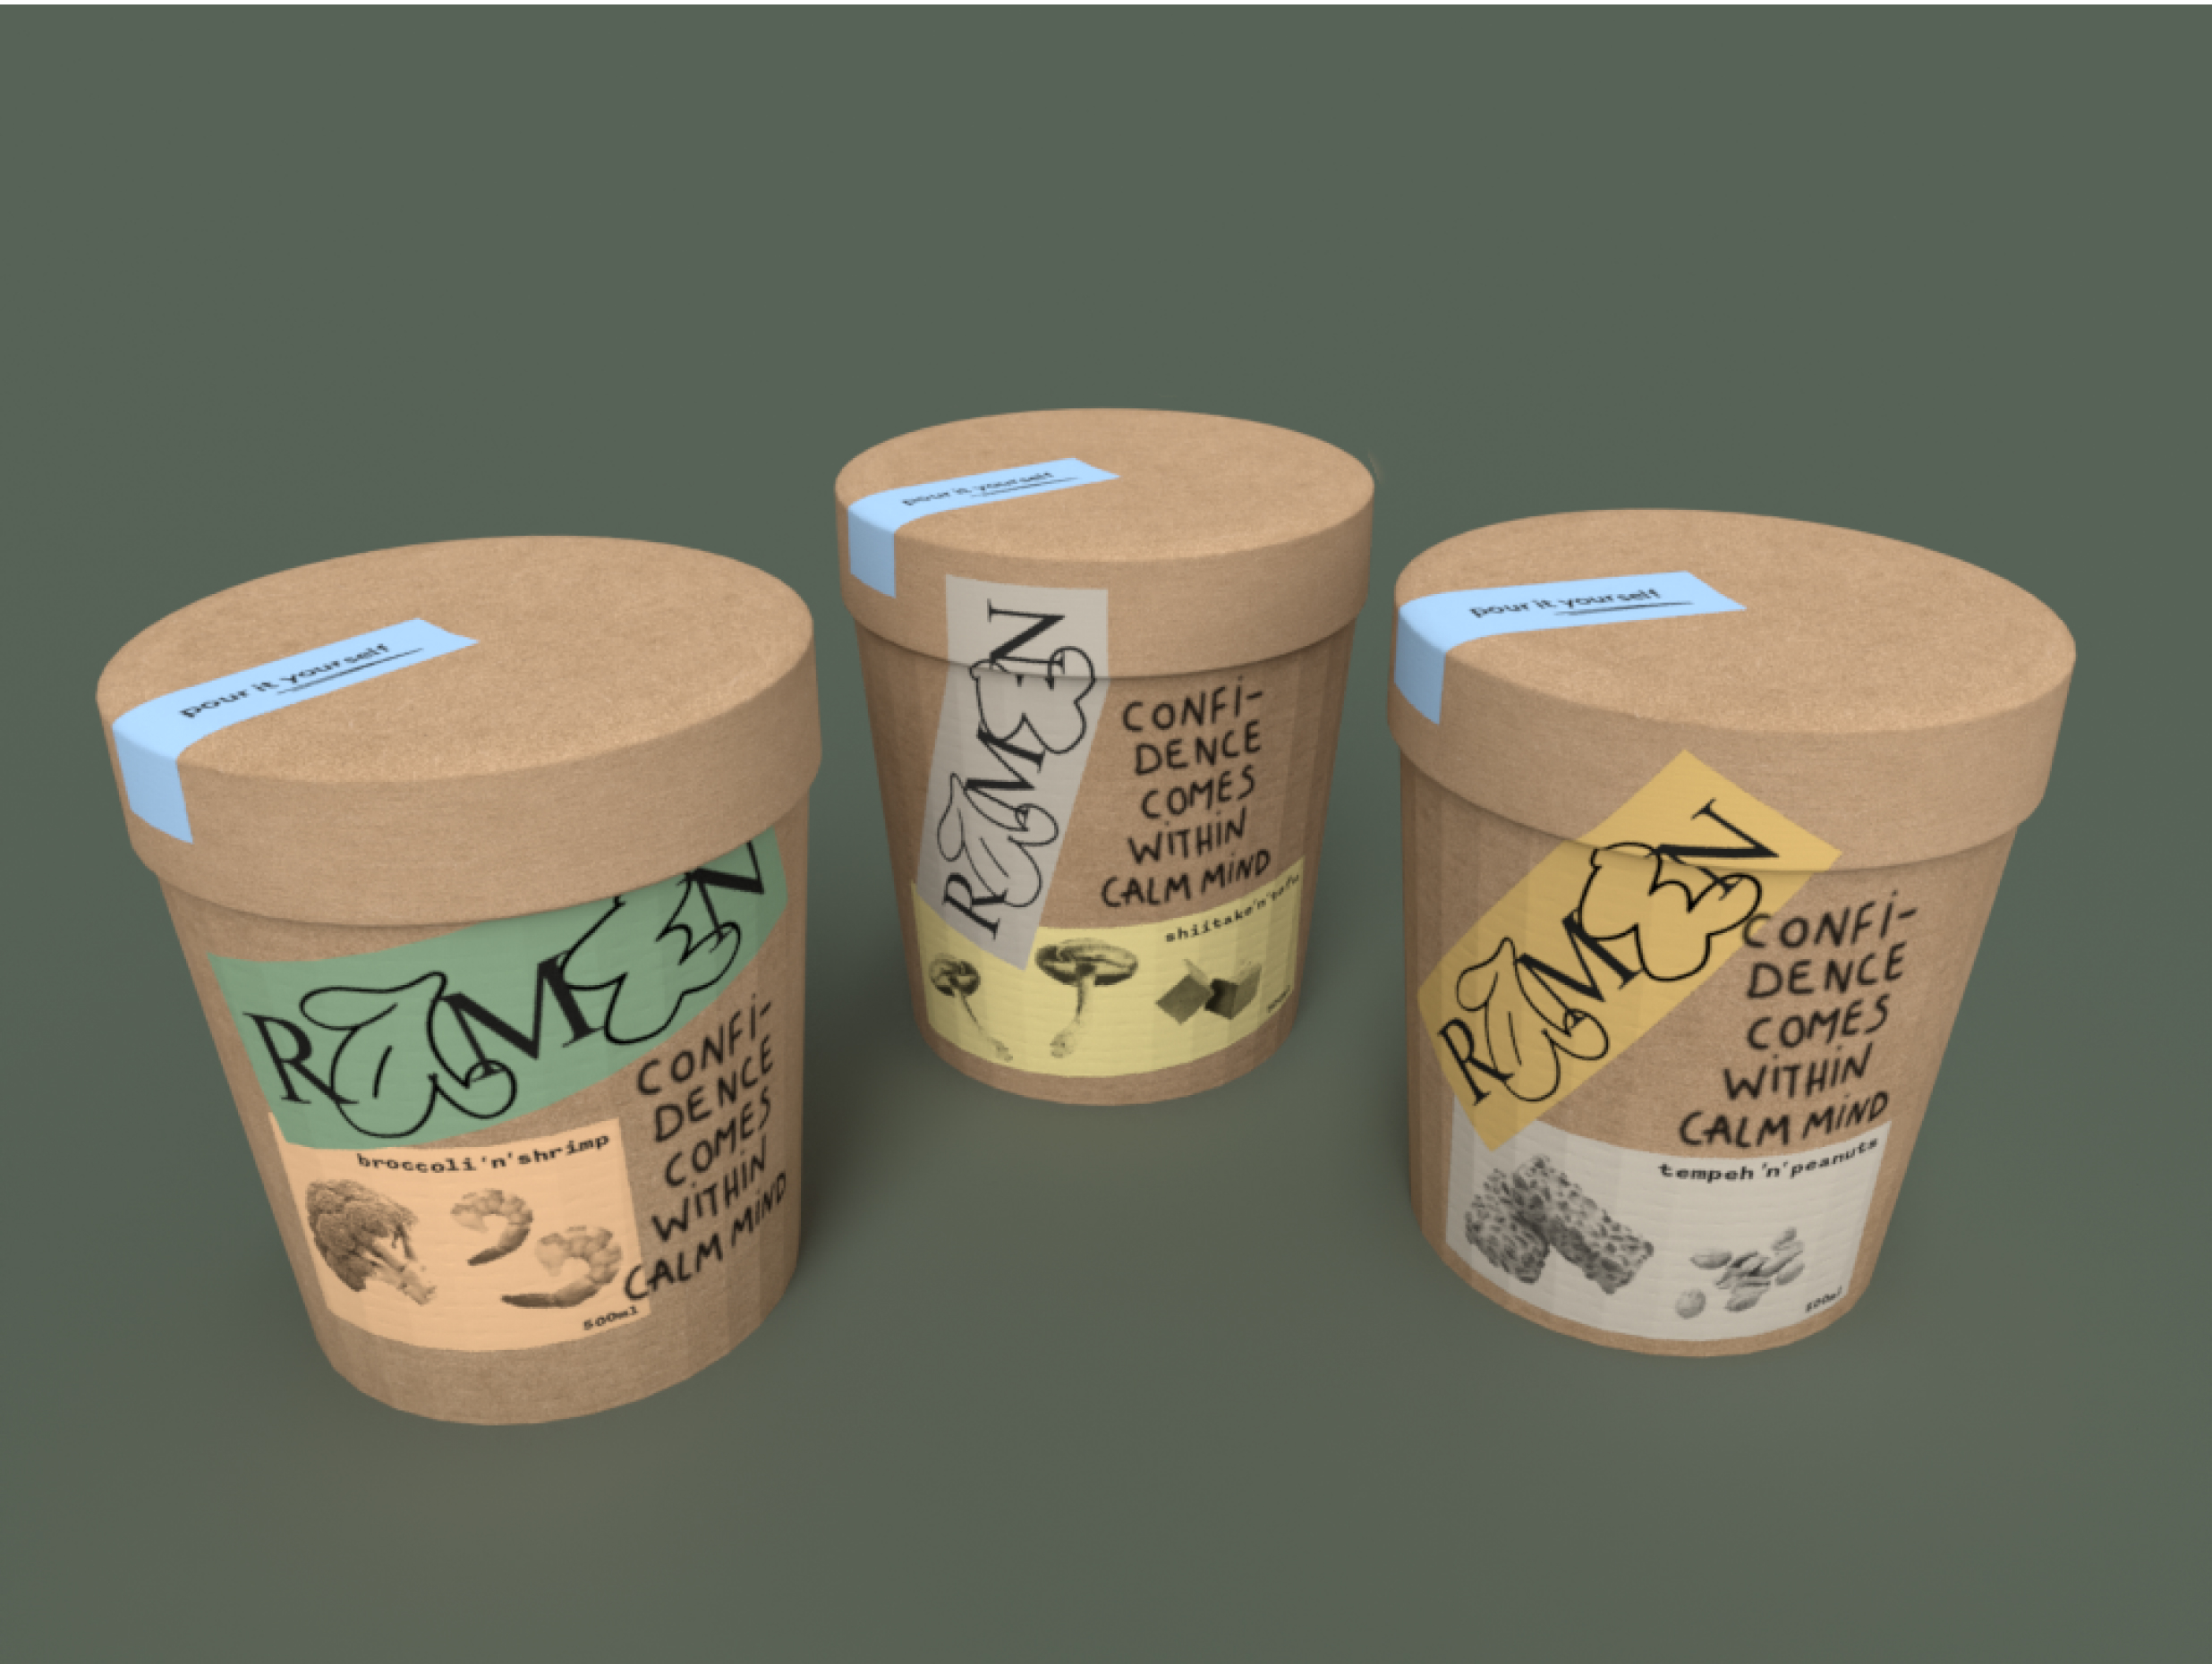 pour it yourself
RAMEN
CONFI-
DENCE
COMES
WITHIN
CALM MIND
broccoli'n'shrimp
500ml
pour it yourself
RAMEN
CONFI-
DENCE
COMES
WITHIN
CALM MIND
shiitake'n'tofu
pour it yourself
RAMEN
CONFI-
DENCE
COMES
WITHIN
CALM MIND
tempeh'n'peanuts
500ml